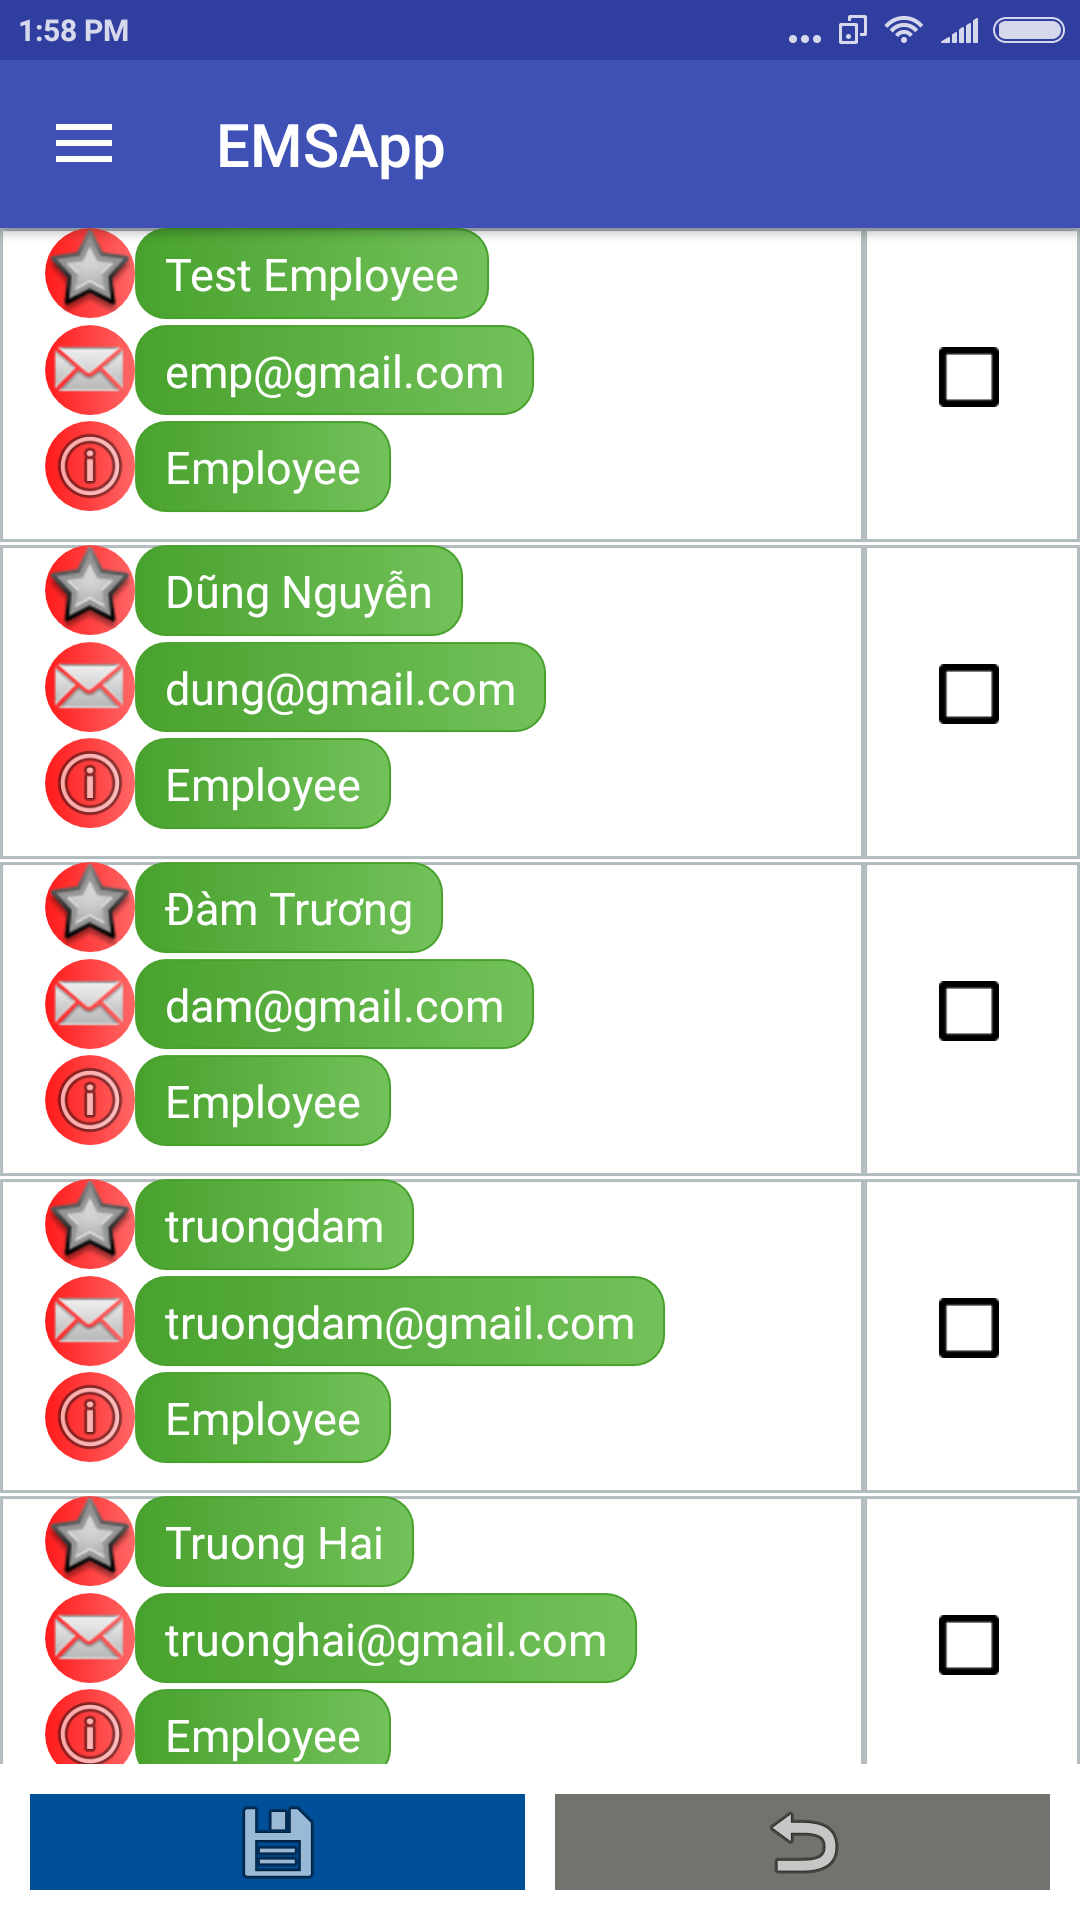 1:58 PM
EMSApp
Test Employee
emp@gmail.com
Employee
Dũng Nguyễn
dung@gmail.com
Employee
Đàm Trương
dam@gmail.com
Employee
truongdam
truongdam@gmail.com
Employee
Truong Hai
truonghai@gmail.com
Employee